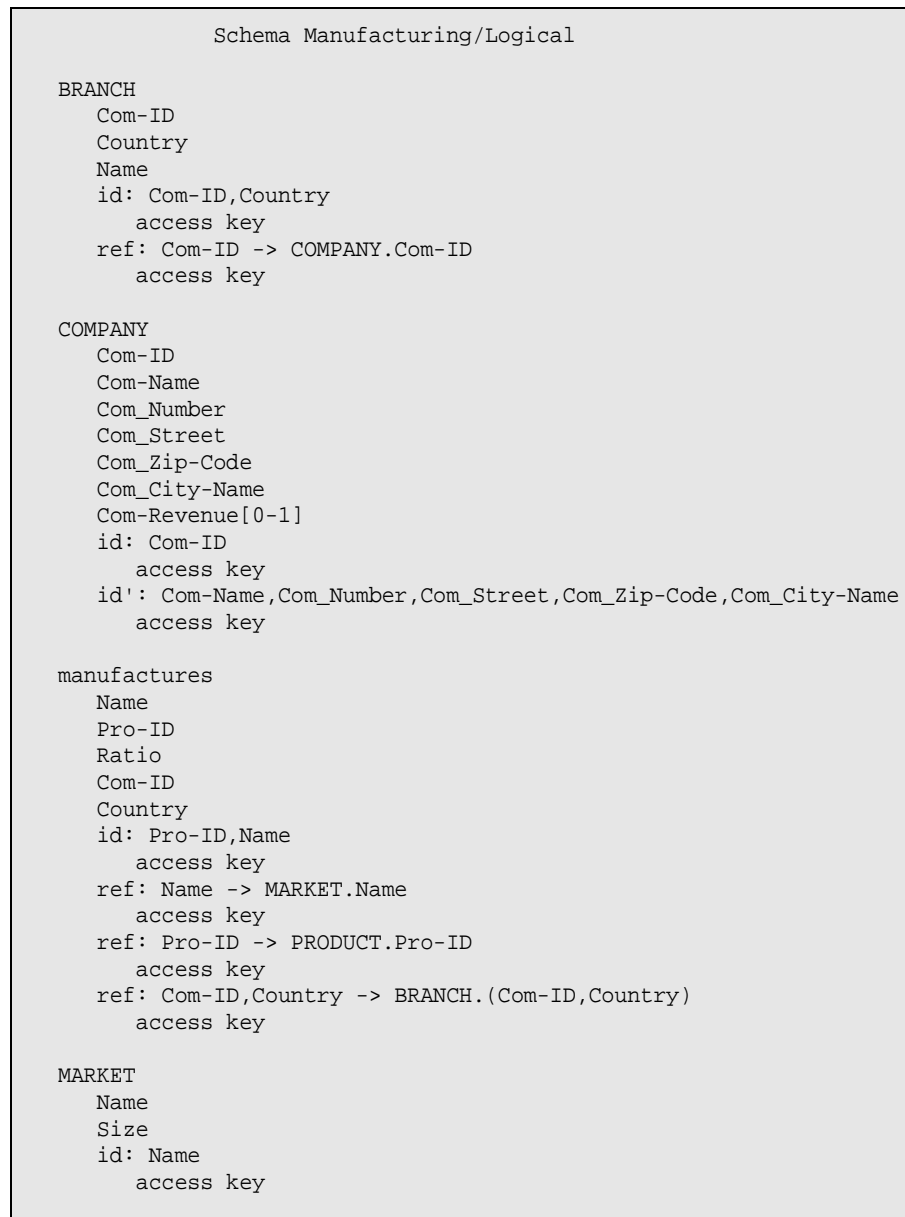 Schema Manufacturing/Logical
BRANCH
Com-ID
Country
Name
id: Com-ID,Country
access key
ref: Com-ID -> COMPANY.Com-ID
access key
COMPANY
Com-ID
Com-Name
Com_Number
Com_Street
Com_Zip-Code
Com_City-Name
Com-Revenue[0-1]
id: Com-ID
access key
id': Com-Name,Com_Number,Com_Street,Com_Zip-Code,Com_City-Name
access key
manufactures
Name
Pro-ID
Ratio
Com-ID
Country
id: Pro-ID,Name
access key
ref: Name -> MARKET.Name
access key
ref: Pro-ID -> PRODUCT.Pro-ID
access key
ref: Com-ID,Country -> BRANCH.(Com-ID,Country)
access key
MARKET
Name
Size
id: Name
access key